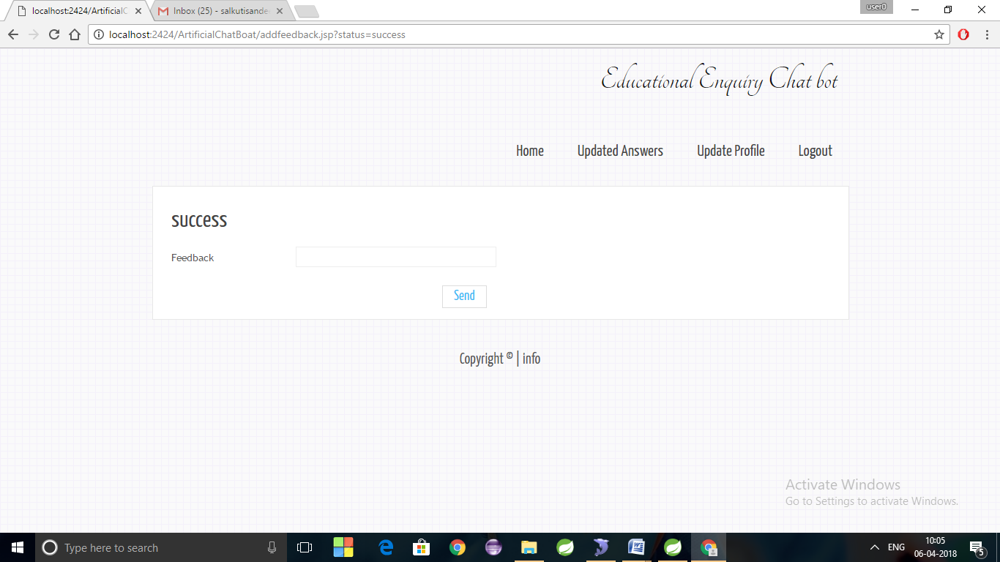 localhost:2424/ArtificialC
Inbox (25) - salkutisandee
user0
localhost:2424/ArtificialChatBoat/addfeedback.jsp?status=success
Educational Enquiry Chat bot
Home Updated Answers Update Profile Logout
success
Feedback
Send
Copyright © | info
Activate Windows
Go to Settings to activate Windows.
Type here to search
ENG
10:05
06-04-2018
5